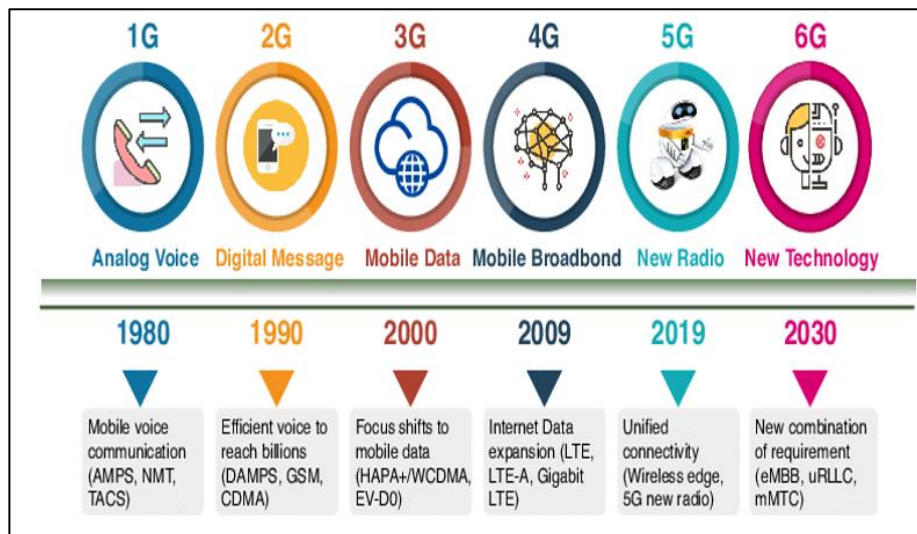 1G 2G 3G 4G 5G 6G
Analog Voice Digital Message Mobile Data Mobile Broadbond New Radio New Technology
1980 1990 2000 2009 2019 2030
Mobile voice
communication
(AMPS, NMT,
TACS)
Efficient voice to
reach billions
(DAMPS, GSM,
CDMA)
Focus shifts to
mobile data
(HAPA+/WCDMA,
EV-D0)
Internet Data
expansion (LTE,
LTE-A, Gigabit
LTE)
Unified
connectivity
(Wireless edge,
5G new radio)
New combination
of requirement
(eMBB, uRLLC,
mMTC)